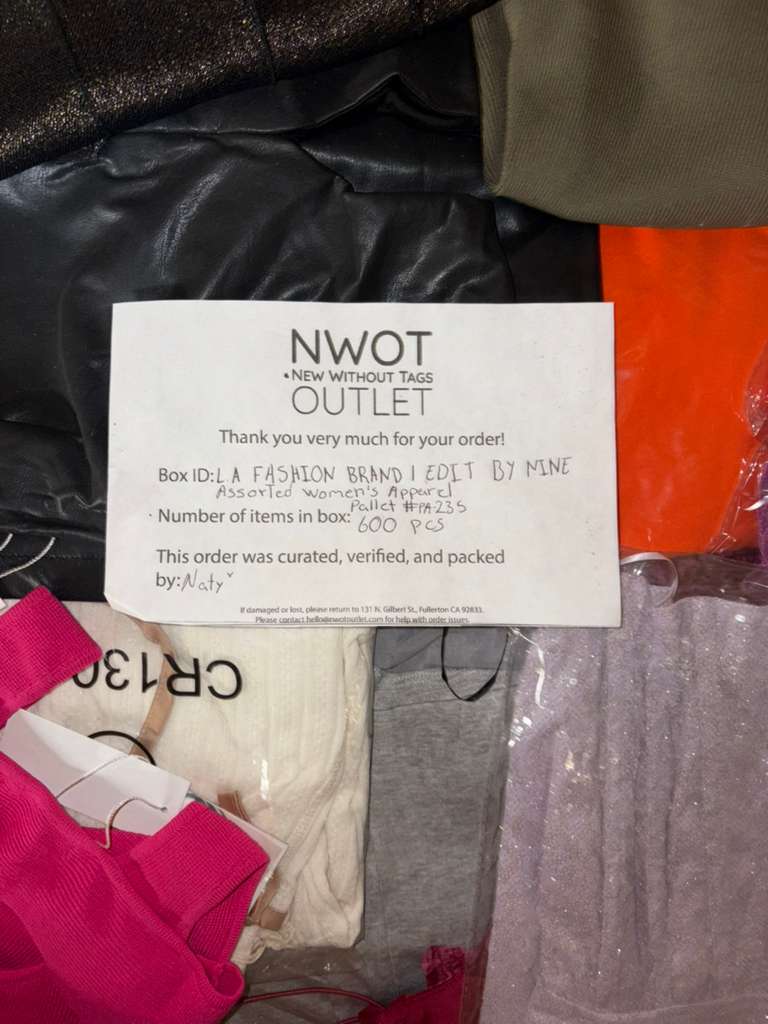 NWOT
•NEW WITHOUT TAGS
OUTLET
Thank you very much for your order!
Box ID: LA FASHION BRAND | EDIT BY NINE
Assorted women's Apparel
Pallet #PA235
Number of items in box: 600 pcs
This order was curated, verified, and packed
by: Naty
If damaged or lost, please return to 131 N. Gilbert St., Fullerton CA 92833.
Please contact hello@nwotoutlet.com for help with order issues.
CR130